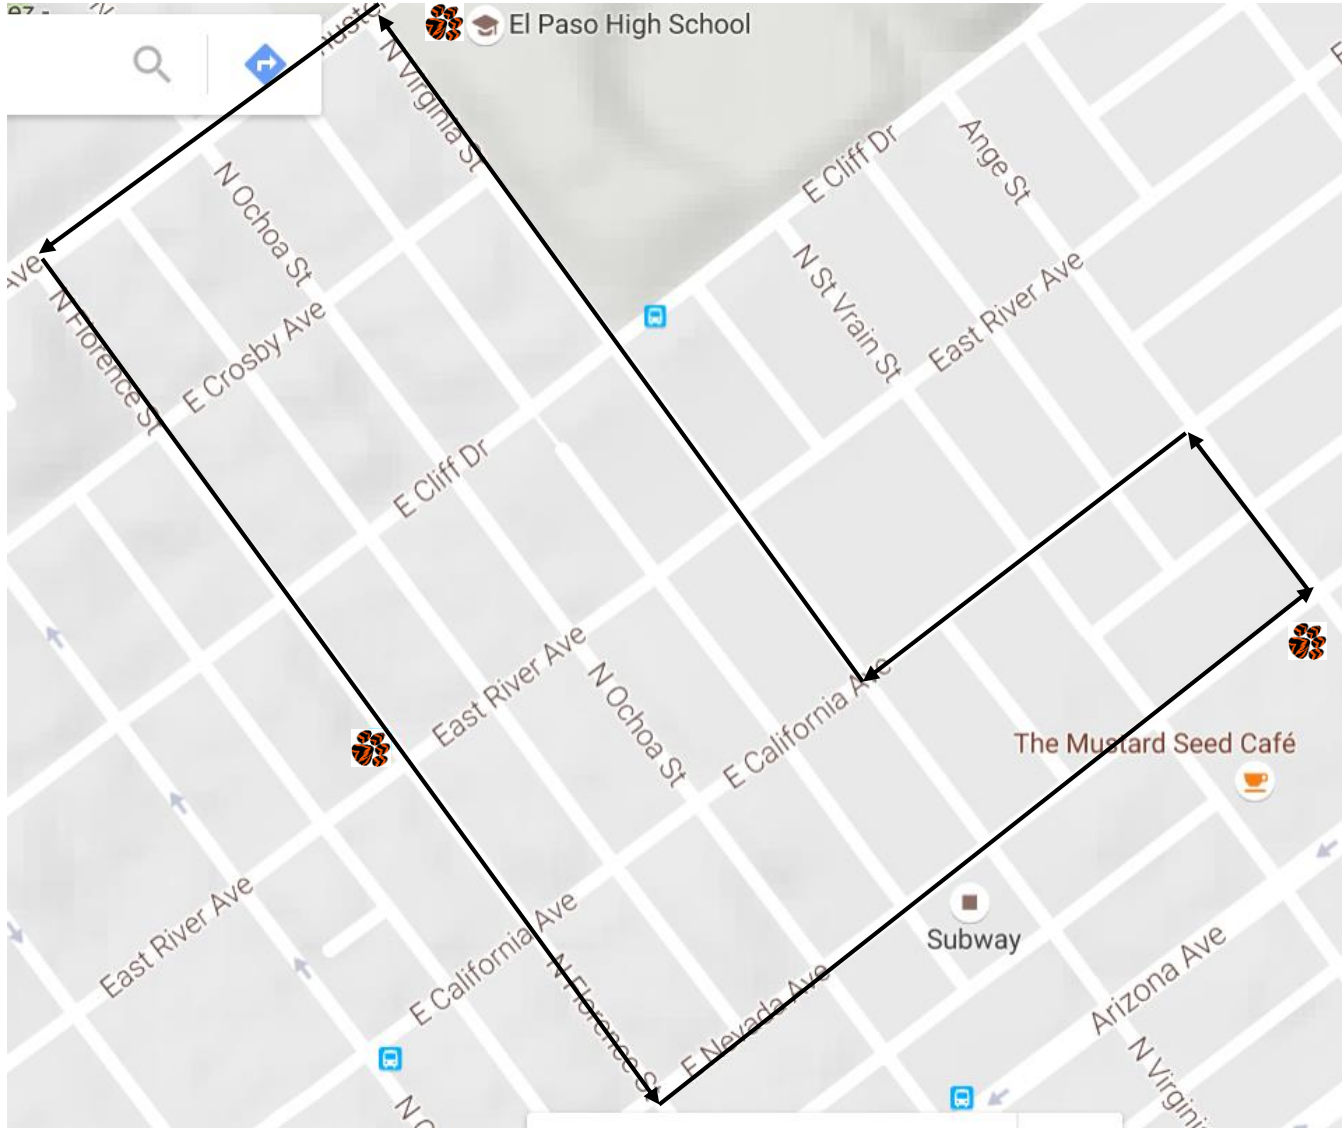 El Paso High School
N Virginia St
E Cliff Dr
Ange St
N Ochoa St
N St Vrain St
East River Ave
Ave
N Florence St
E Crosby Ave
E Cliff Dr
East River Ave
N Ochoa St
E California Ave
The Mustard Seed Café
East River Ave
E California Ave
Subway
N Florence St
E Nevada Ave
Arizona Ave